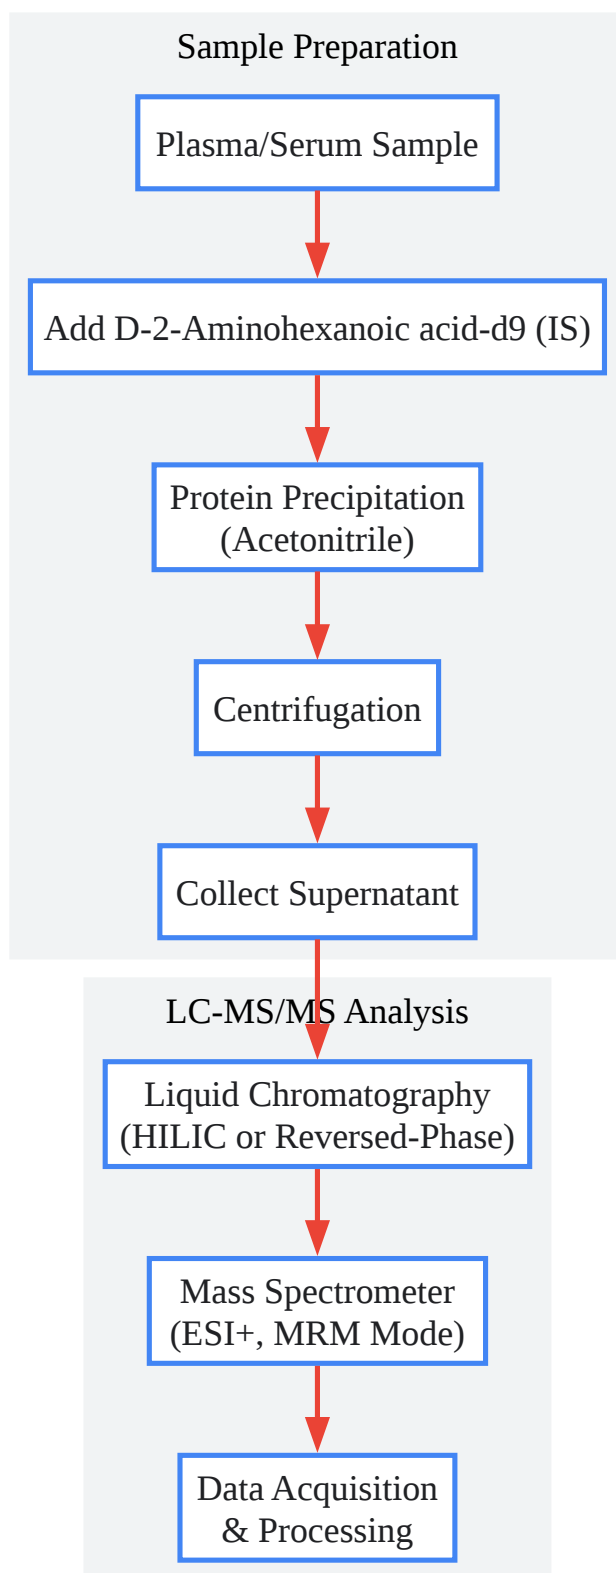 Sample Preparation
Plasma/Serum Sample
Add D-2-Aminohexanoic acid-d9 (IS)
Protein Precipitation
(Acetonitrile)
Centrifugation
Collect Supernatant
LC-MS/MS Analysis
Liquid Chromatography
(HILIC or Reversed-Phase)
Mass Spectrometer
(ESI+, MRM Mode)
Data Acquisition
& Processing